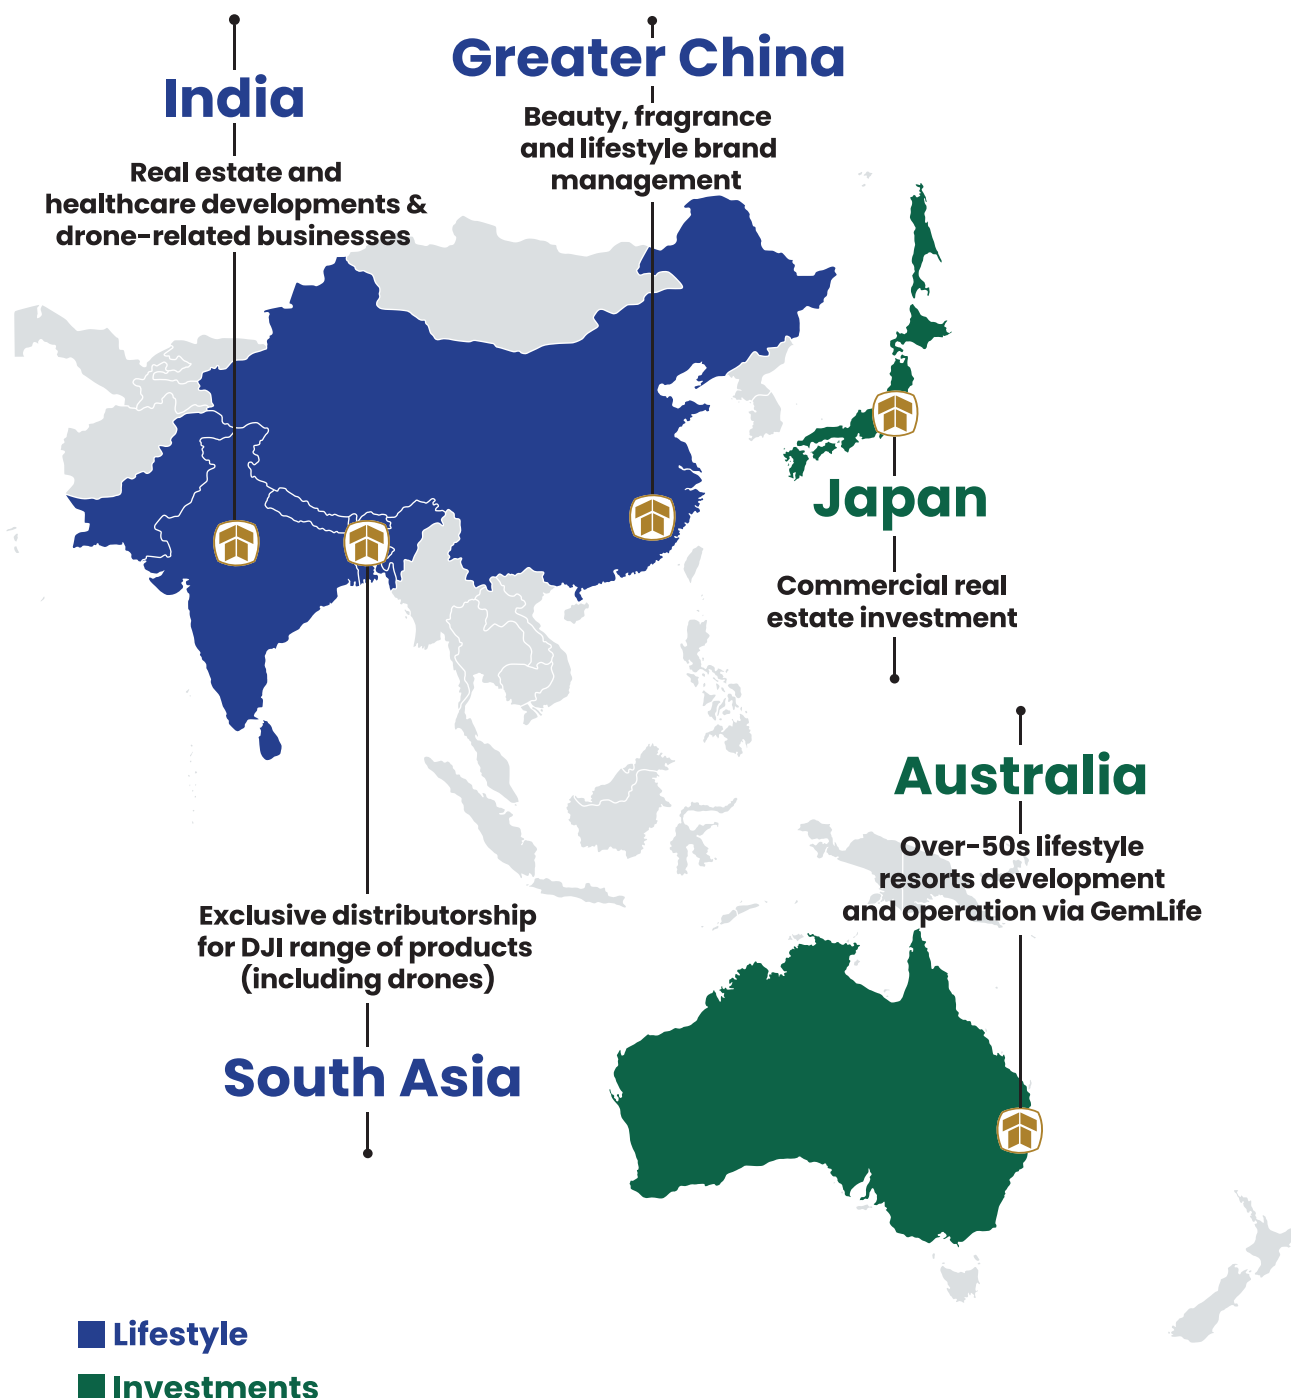 India
Real estate and
healthcare developments &
drone-related businesses
Greater China
Beauty, fragrance
and lifestyle brand
management
Japan
Commercial real
estate investment
Australia
Over-50s lifestyle
resorts development
and operation via GemLife
Exclusive distributorship
for DJI range of products
(including drones)
South Asia
Lifestyle
Investments